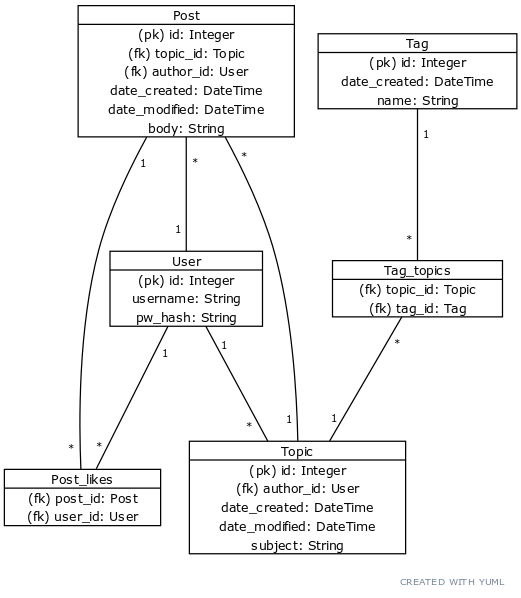 Post
(pk) id: Integer
(fk) topic_id: Topic
(fk) author_id: User
date_created: DateTime
date_modified: DateTime
body: String
Tag
(pk) id: Integer
date_created: DateTime
name: String
1
*
*
1
1
*
User
(pk) id: Integer
username: String
pw_hash: String
Tag_topics
(fk) topic_id: Topic
(fk) tag_id: Tag
1
1
*
*
*
*
1
1
Post_likes
(fk) post_id: Post
(fk) user_id: User
Topic
(pk) id: Integer
(fk) author_id: User
date_created: DateTime
date_modified: DateTime
subject: String
CREATED WITH YUML